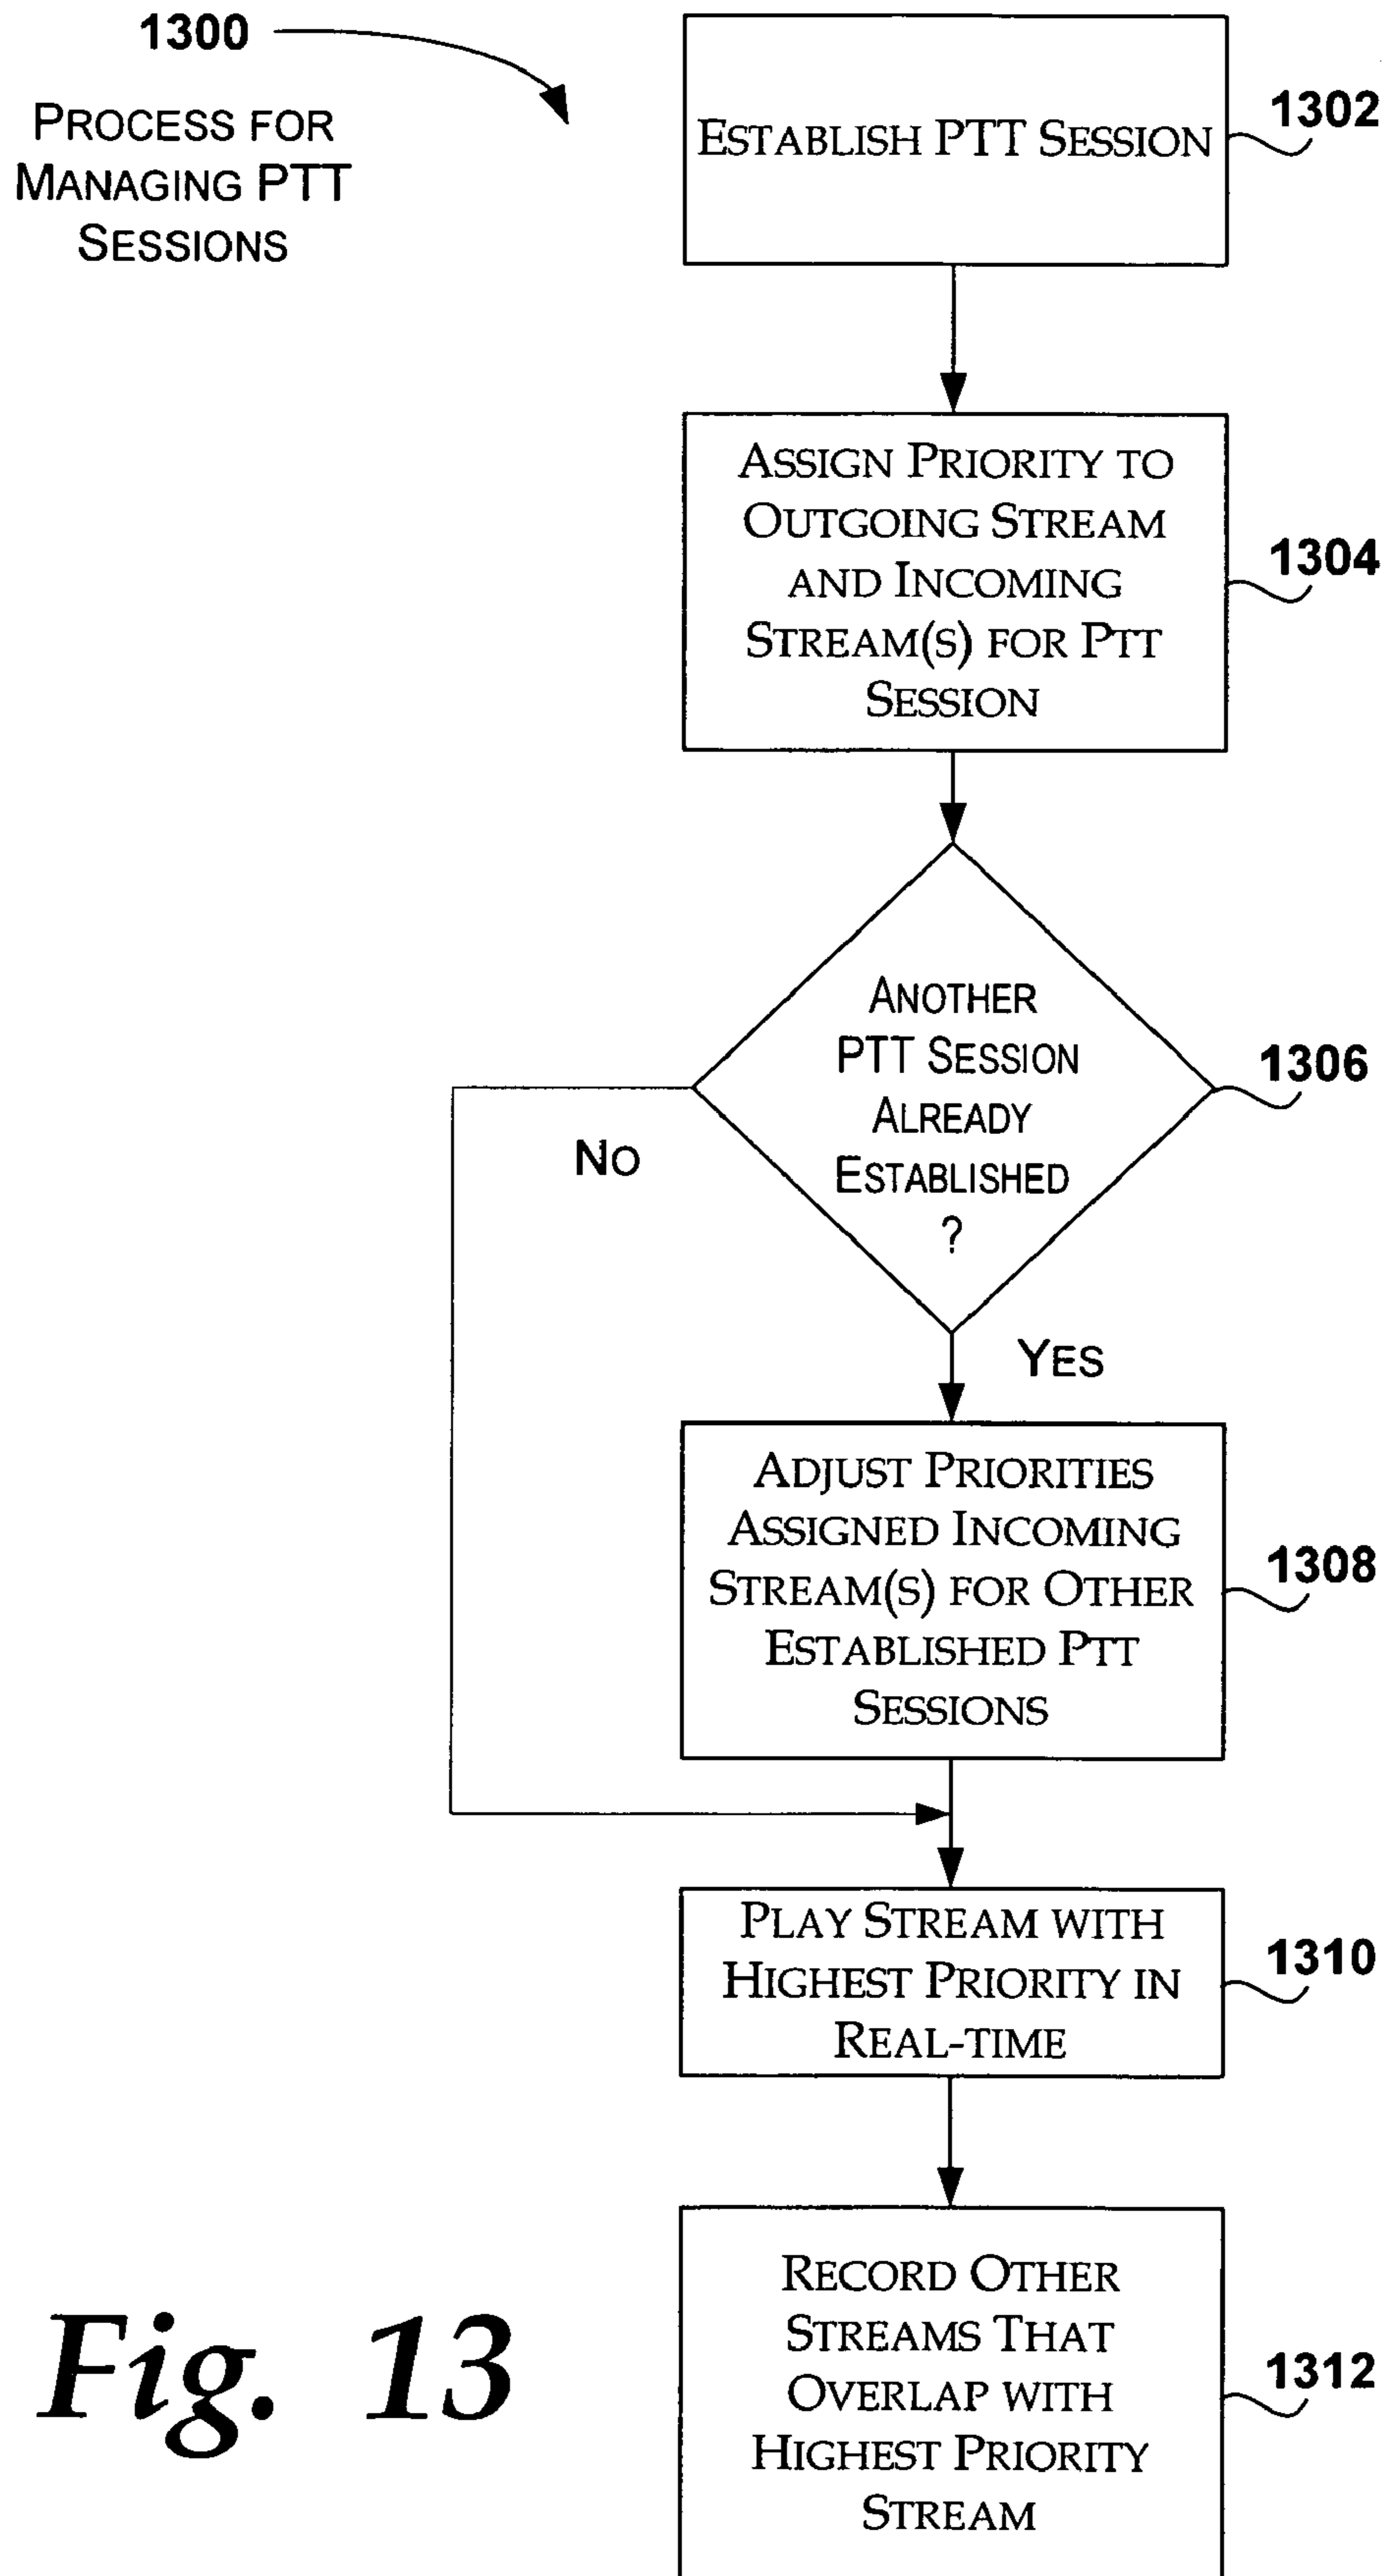 1300
PROCESS FOR
MANAGING PTT
SESSIONS
ESTABLISH PTT SESSION
1302
ASSIGN PRIORITY TO
OUTGOING STREAM
AND INCOMING
STREAM(S) FOR PTT
SESSION
1304
ANOTHER
PTT SESSION
ALREADY
ESTABLISHED
?
1306
NO
YES
ADJUST PRIORITIES
ASSIGNED INCOMING
STREAM(S) FOR OTHER
ESTABLISHED PTT
SESSIONS
1308
PLAY STREAM WITH
HIGHEST PRIORITY IN
REAL-TIME
1310
RECORD OTHER
STREAMS THAT
OVERLAP WITH
HIGHEST PRIORITY
STREAM
1312
Fig. 13